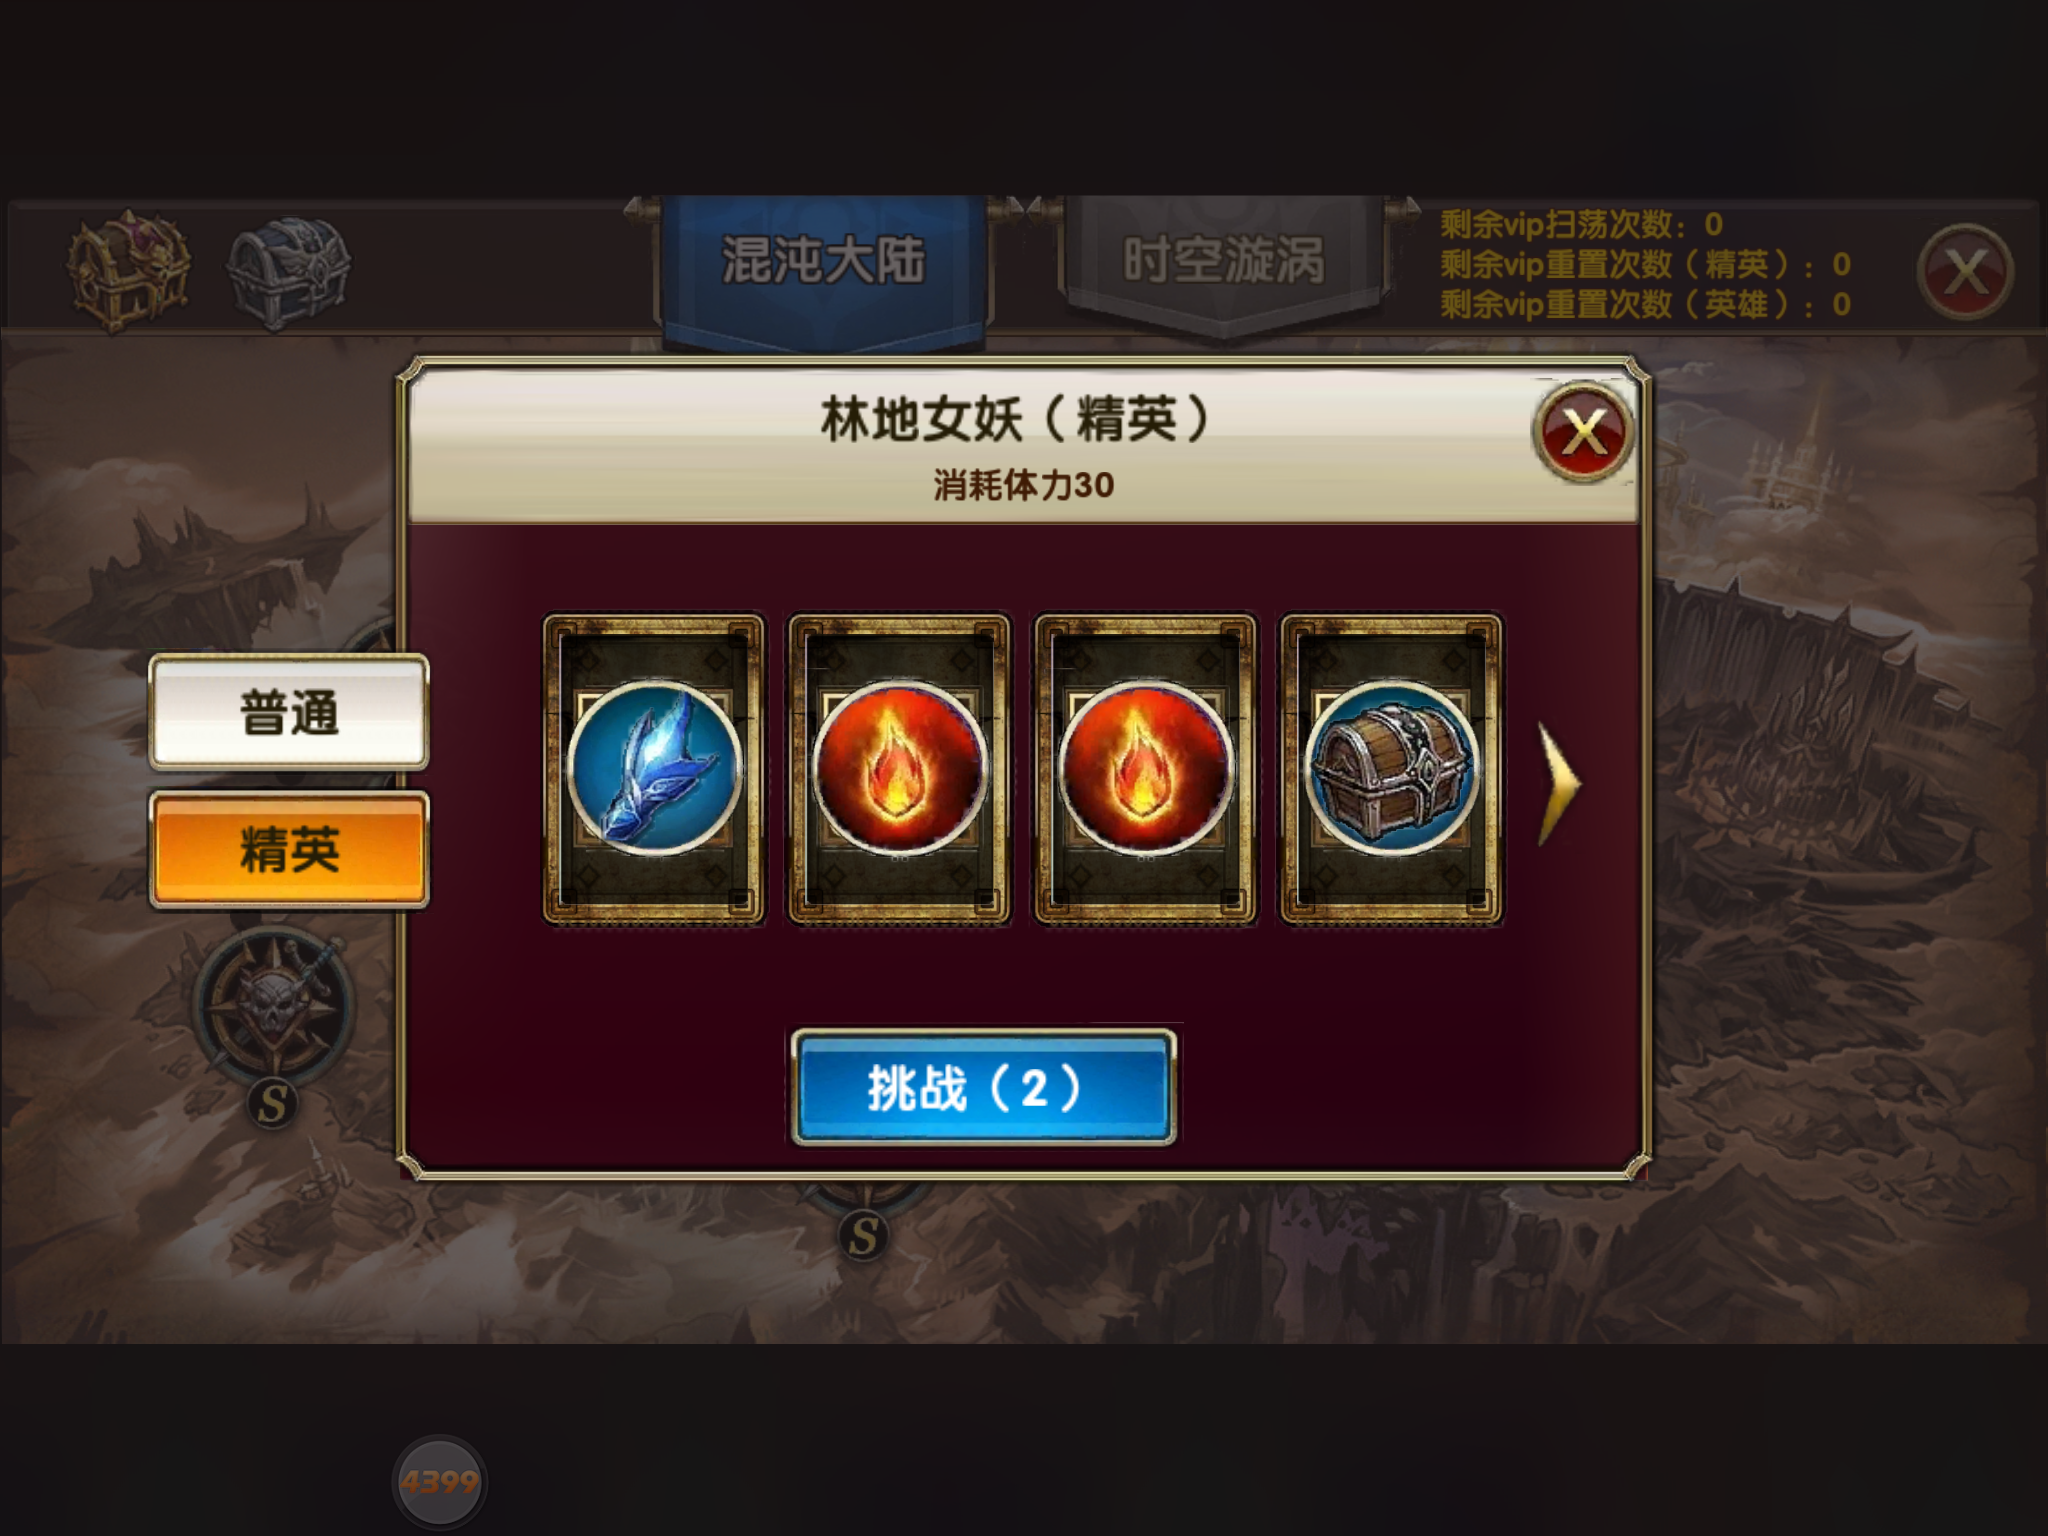 混沌大陆
时空漩涡
剩余vip扫荡次数：0
剩余vip重置次数（精英）：0
剩余vip重置次数（英雄）：0
林地女妖（精英）
消耗体力30
普通
精英
挑战（2）
S
S
4399